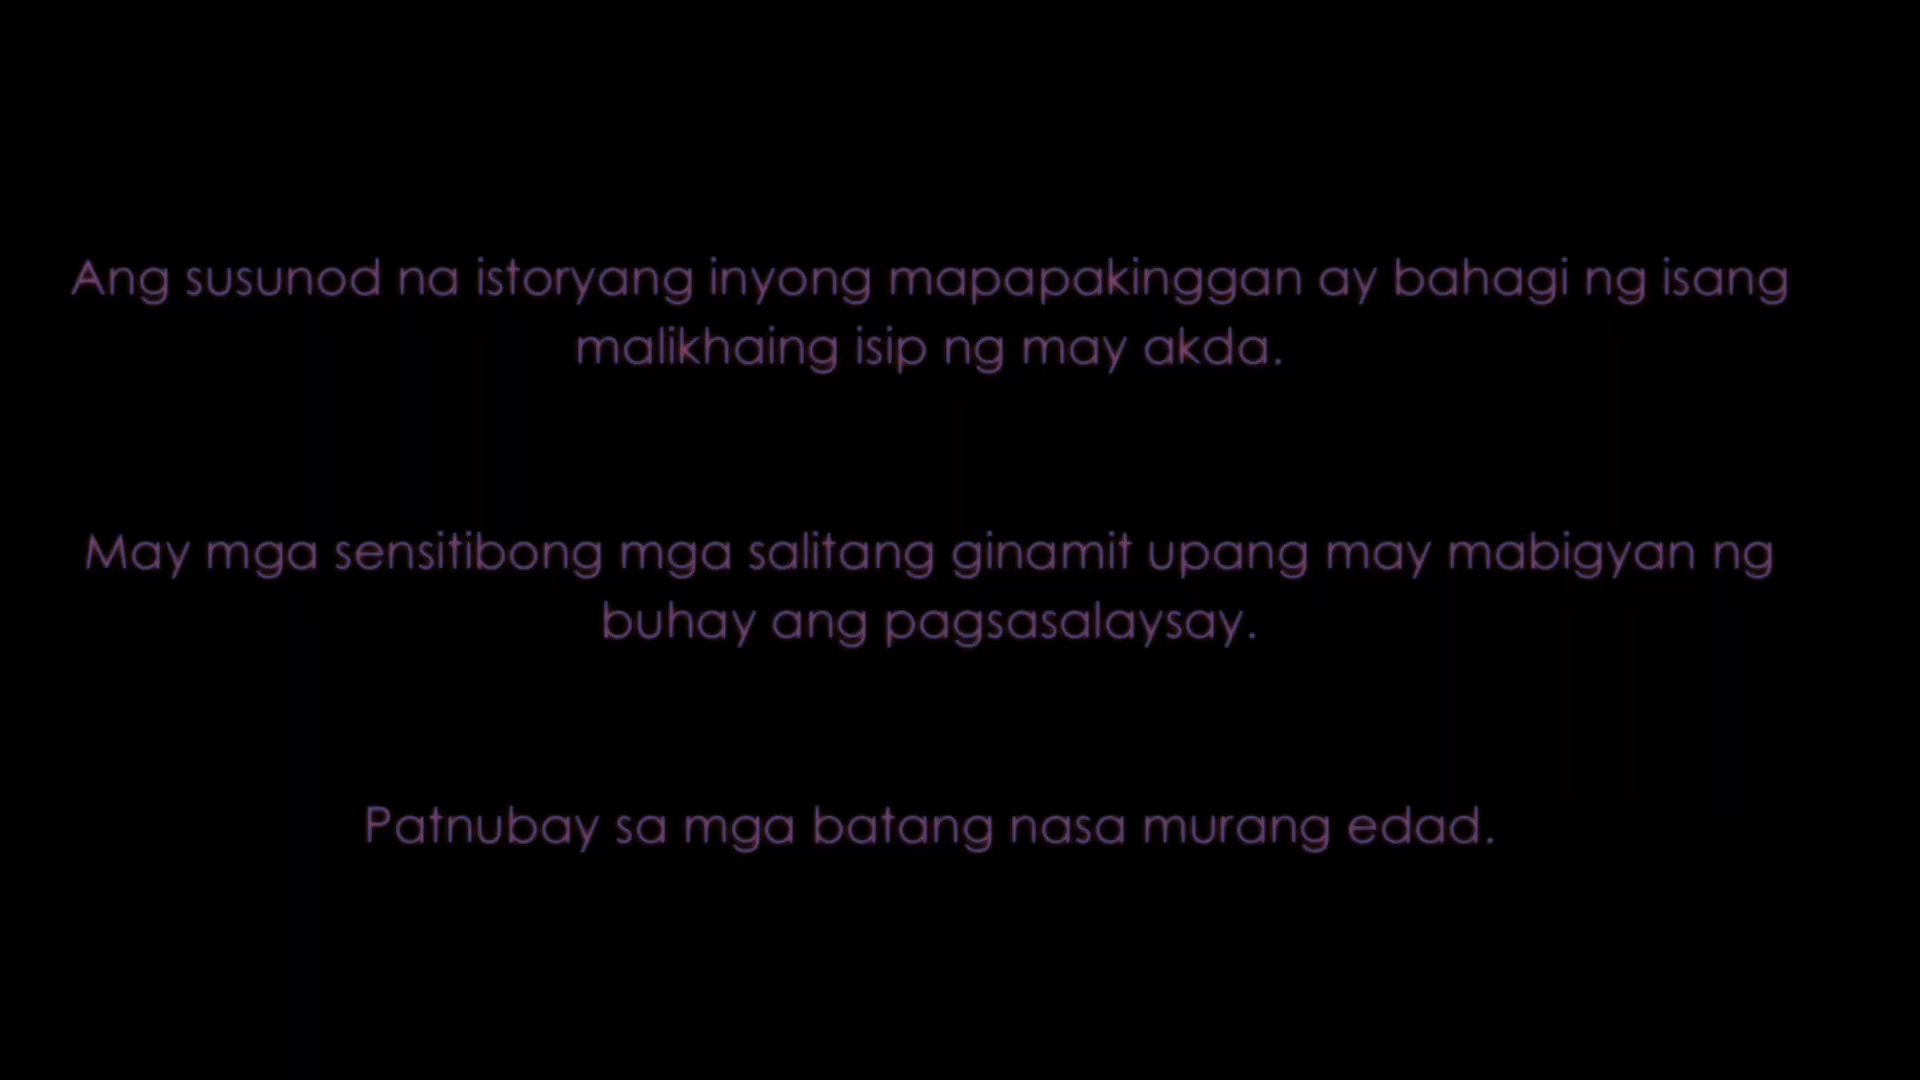 Ang susunod na istoryang inyong mapapakinggan ay bahagi ng isang
malikhaing isip ng may akda.
May mga sensitibong mga salitang ginamit upang may mabigyan ng
buhay ang pagsasalaysay.
Patnubay sa mga batang nasa murang edad.